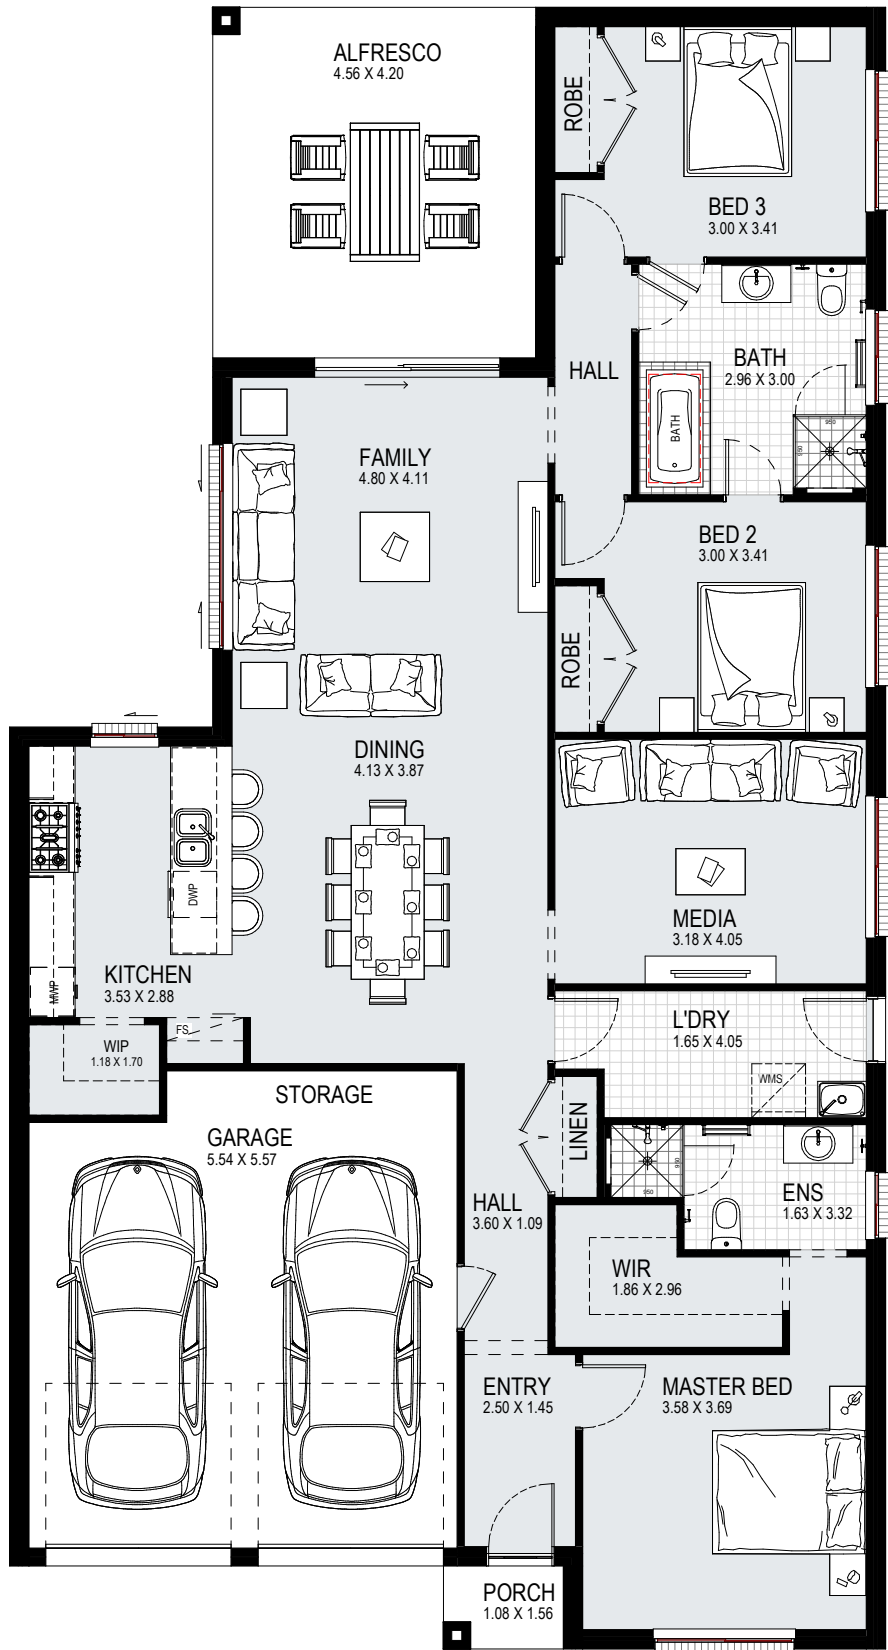 ALFRESCO
4.56 X 4.20
ROBE
BED 3
3.00 X 3.41
HALL
BATH
2.96 X 3.00
BATH
950
950
FAMILY
4.80 X 4.11
BED 2
3.00 X 3.41
ROBE
DINING
4.13 X 3.87
DWP
MEDIA
3.18 X 4.05
KITCHEN
3.53 X 2.88
MWP
WIP
1.18 X 1.70
FS
L'DRY
1.65 X 4.05
WMS
STORAGE
GARAGE
5.54 X 5.57
LINEN
950
950
ENS
1.63 X 3.32
HALL
3.60 X 1.09
WIR
1.86 X 2.96
ENTRY
2.50 X 1.45
MASTER BED
3.58 X 3.69
PORCH
1.08 X 1.56